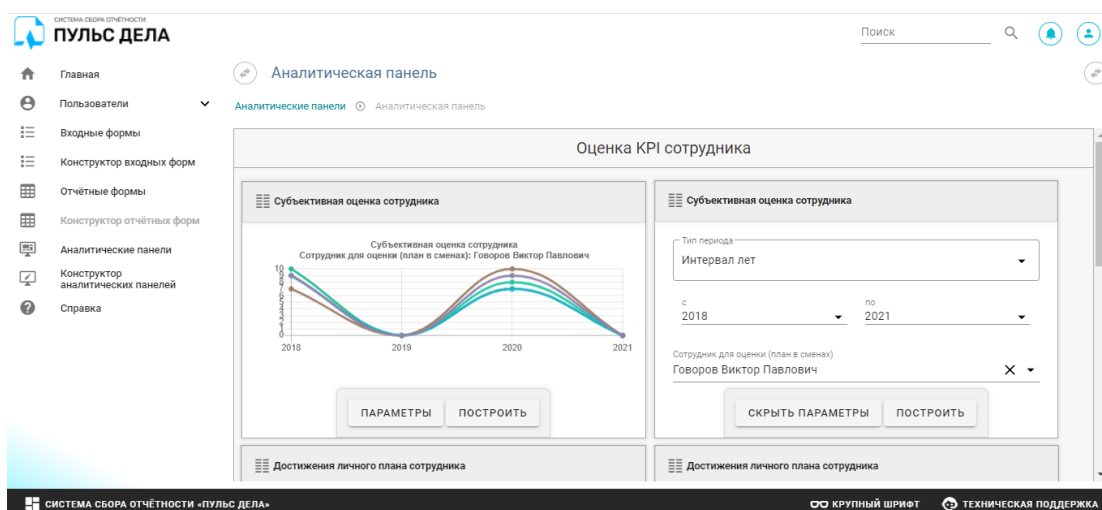 СИСТЕМА СБОРА ОТЧЁТНОСТИ
ПУЛЬС ДЕЛА
Поиск
Главная
Пользователи
Входные формы
Конструктор входных форм
Отчётные формы
Конструктор отчётных форм
Аналитические панели
Конструктор
аналитических панелей
Справка
Аналитическая панель
Аналитические панели
Аналитическая панель
Оценка KPI сотрудника
Субъективная оценка сотрудника
Субъективная оценка сотрудника
Сотрудник для оценки (план в сменах): Говоров Виктор Павлович
10
0
2018 2019 2020 2021
ПАРАМЕТРЫ ПОСТРОИТЬ
Субъективная оценка сотрудника
Тип периода
Интервал лет
с по
2018 2021
Сотрудник для оценки (план в сменах)
Говоров Виктор Павлович
СКРЫТЬ ПАРАМЕТРЫ ПОСТРОИТЬ
Достижения личного плана сотрудника
Достижения личного плана сотрудника
СИСТЕМА СБОРА ОТЧЁТНОСТИ «ПУЛЬС ДЕЛА»
КРУПНЫЙ ШРИФТ ТЕХНИЧЕСКАЯ ПОДДЕРЖКА